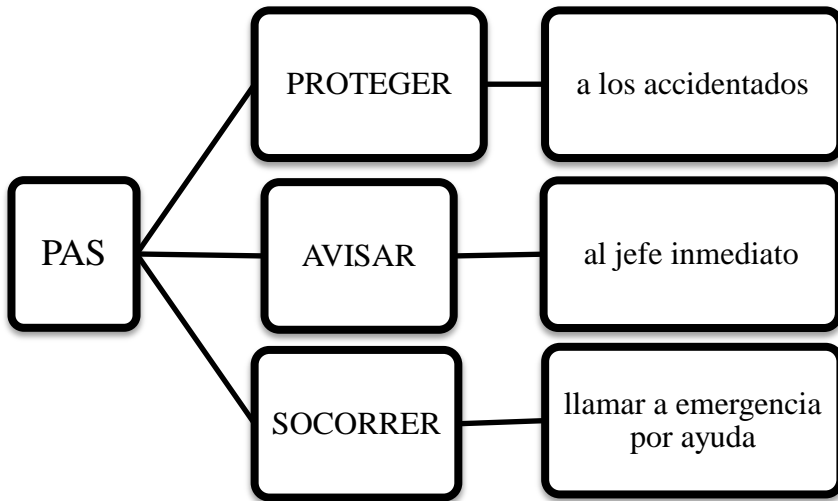 PAS
PROTEGER
a los accidentados
AVISAR
al jefe inmediato
SOCORRER
llamar a emergencia
por ayuda